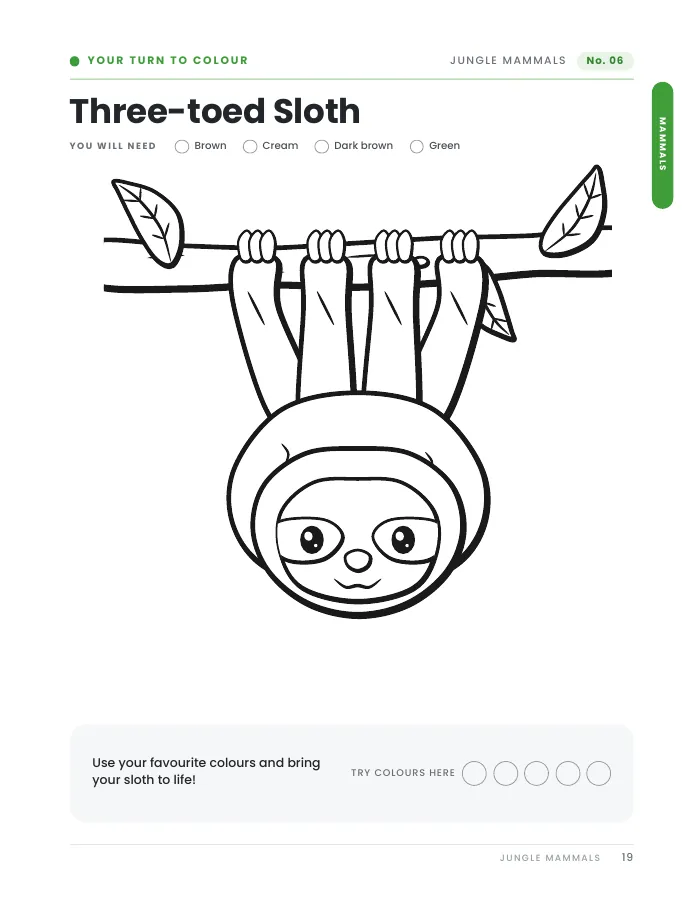 YOUR TURN TO COLOUR
JUNGLE MAMMALS No. 06
Three-toed Sloth
YOU WILL NEED Brown Cream Dark brown Green
MAMMALS
Use your favourite colours and bring
your sloth to life!
TRY COLOURS HERE
JUNGLE MAMMALS 19